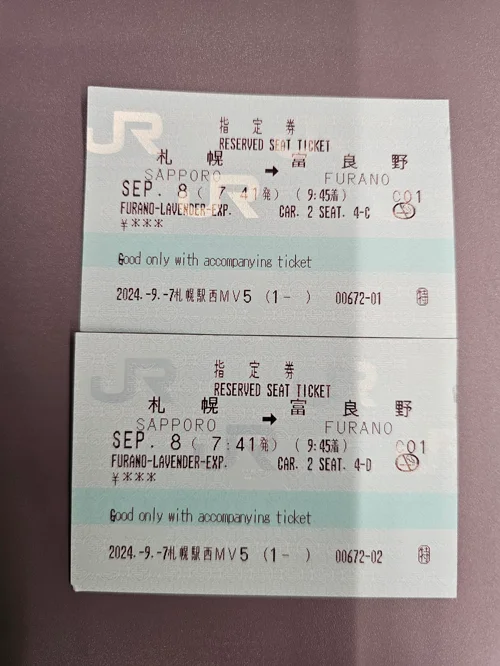 JR
指 定 券
RESERVED SEAT TICKET
札 幌 → 富 良 野
SAPPORO FURANO
SEP. 8 ( 7:41発) ( 9:45着) C01
FURANO-LAVENDER-EXP. CAR. 2 SEAT. 4-C
¥***
Good only with accompanying ticket
2024.-9.-7札幌駅西MV5 (1- ) 00672-01 特
JR
指 定 券
RESERVED SEAT TICKET
札 幌 → 富 良 野
SAPPORO FURANO
SEP. 8 ( 7:41発) ( 9:45着) C01
FURANO-LAVENDER-EXP. CAR. 2 SEAT. 4-D
¥***
Good only with accompanying ticket
2024.-9.-7札幌駅西MV5 (1- ) 00672-02 特